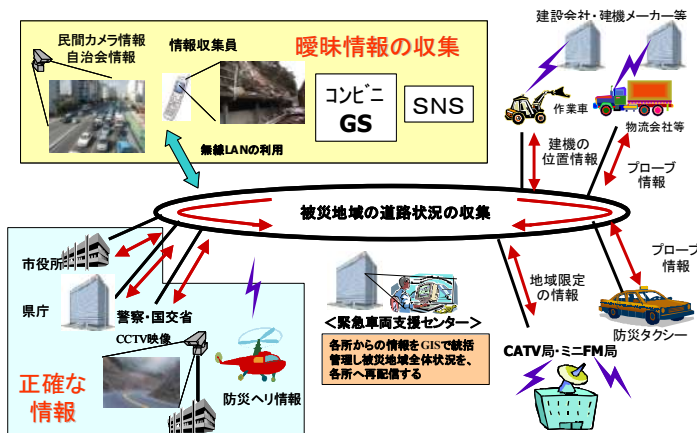 民間カメラ情報
自治会情報
情報収集員
曖昧情報の収集
コンビニ
GS
SNS
無線LANの利用
建設会社・建機メーカー等
作業車
物流会社等
建機の
位置情報
プローブ
情報
被災地域の道路状況の収集
市役所
県庁
警察・国交省
CCTV映像
正確な
情報
防災ヘリ情報
<緊急車両支援センター>
各所からの情報をGISで統括
管理し被災地域全体状況を、
各所へ再配信する
地域限定
の情報
プローブ
情報
防災タクシー
CATV局・ミニFM局